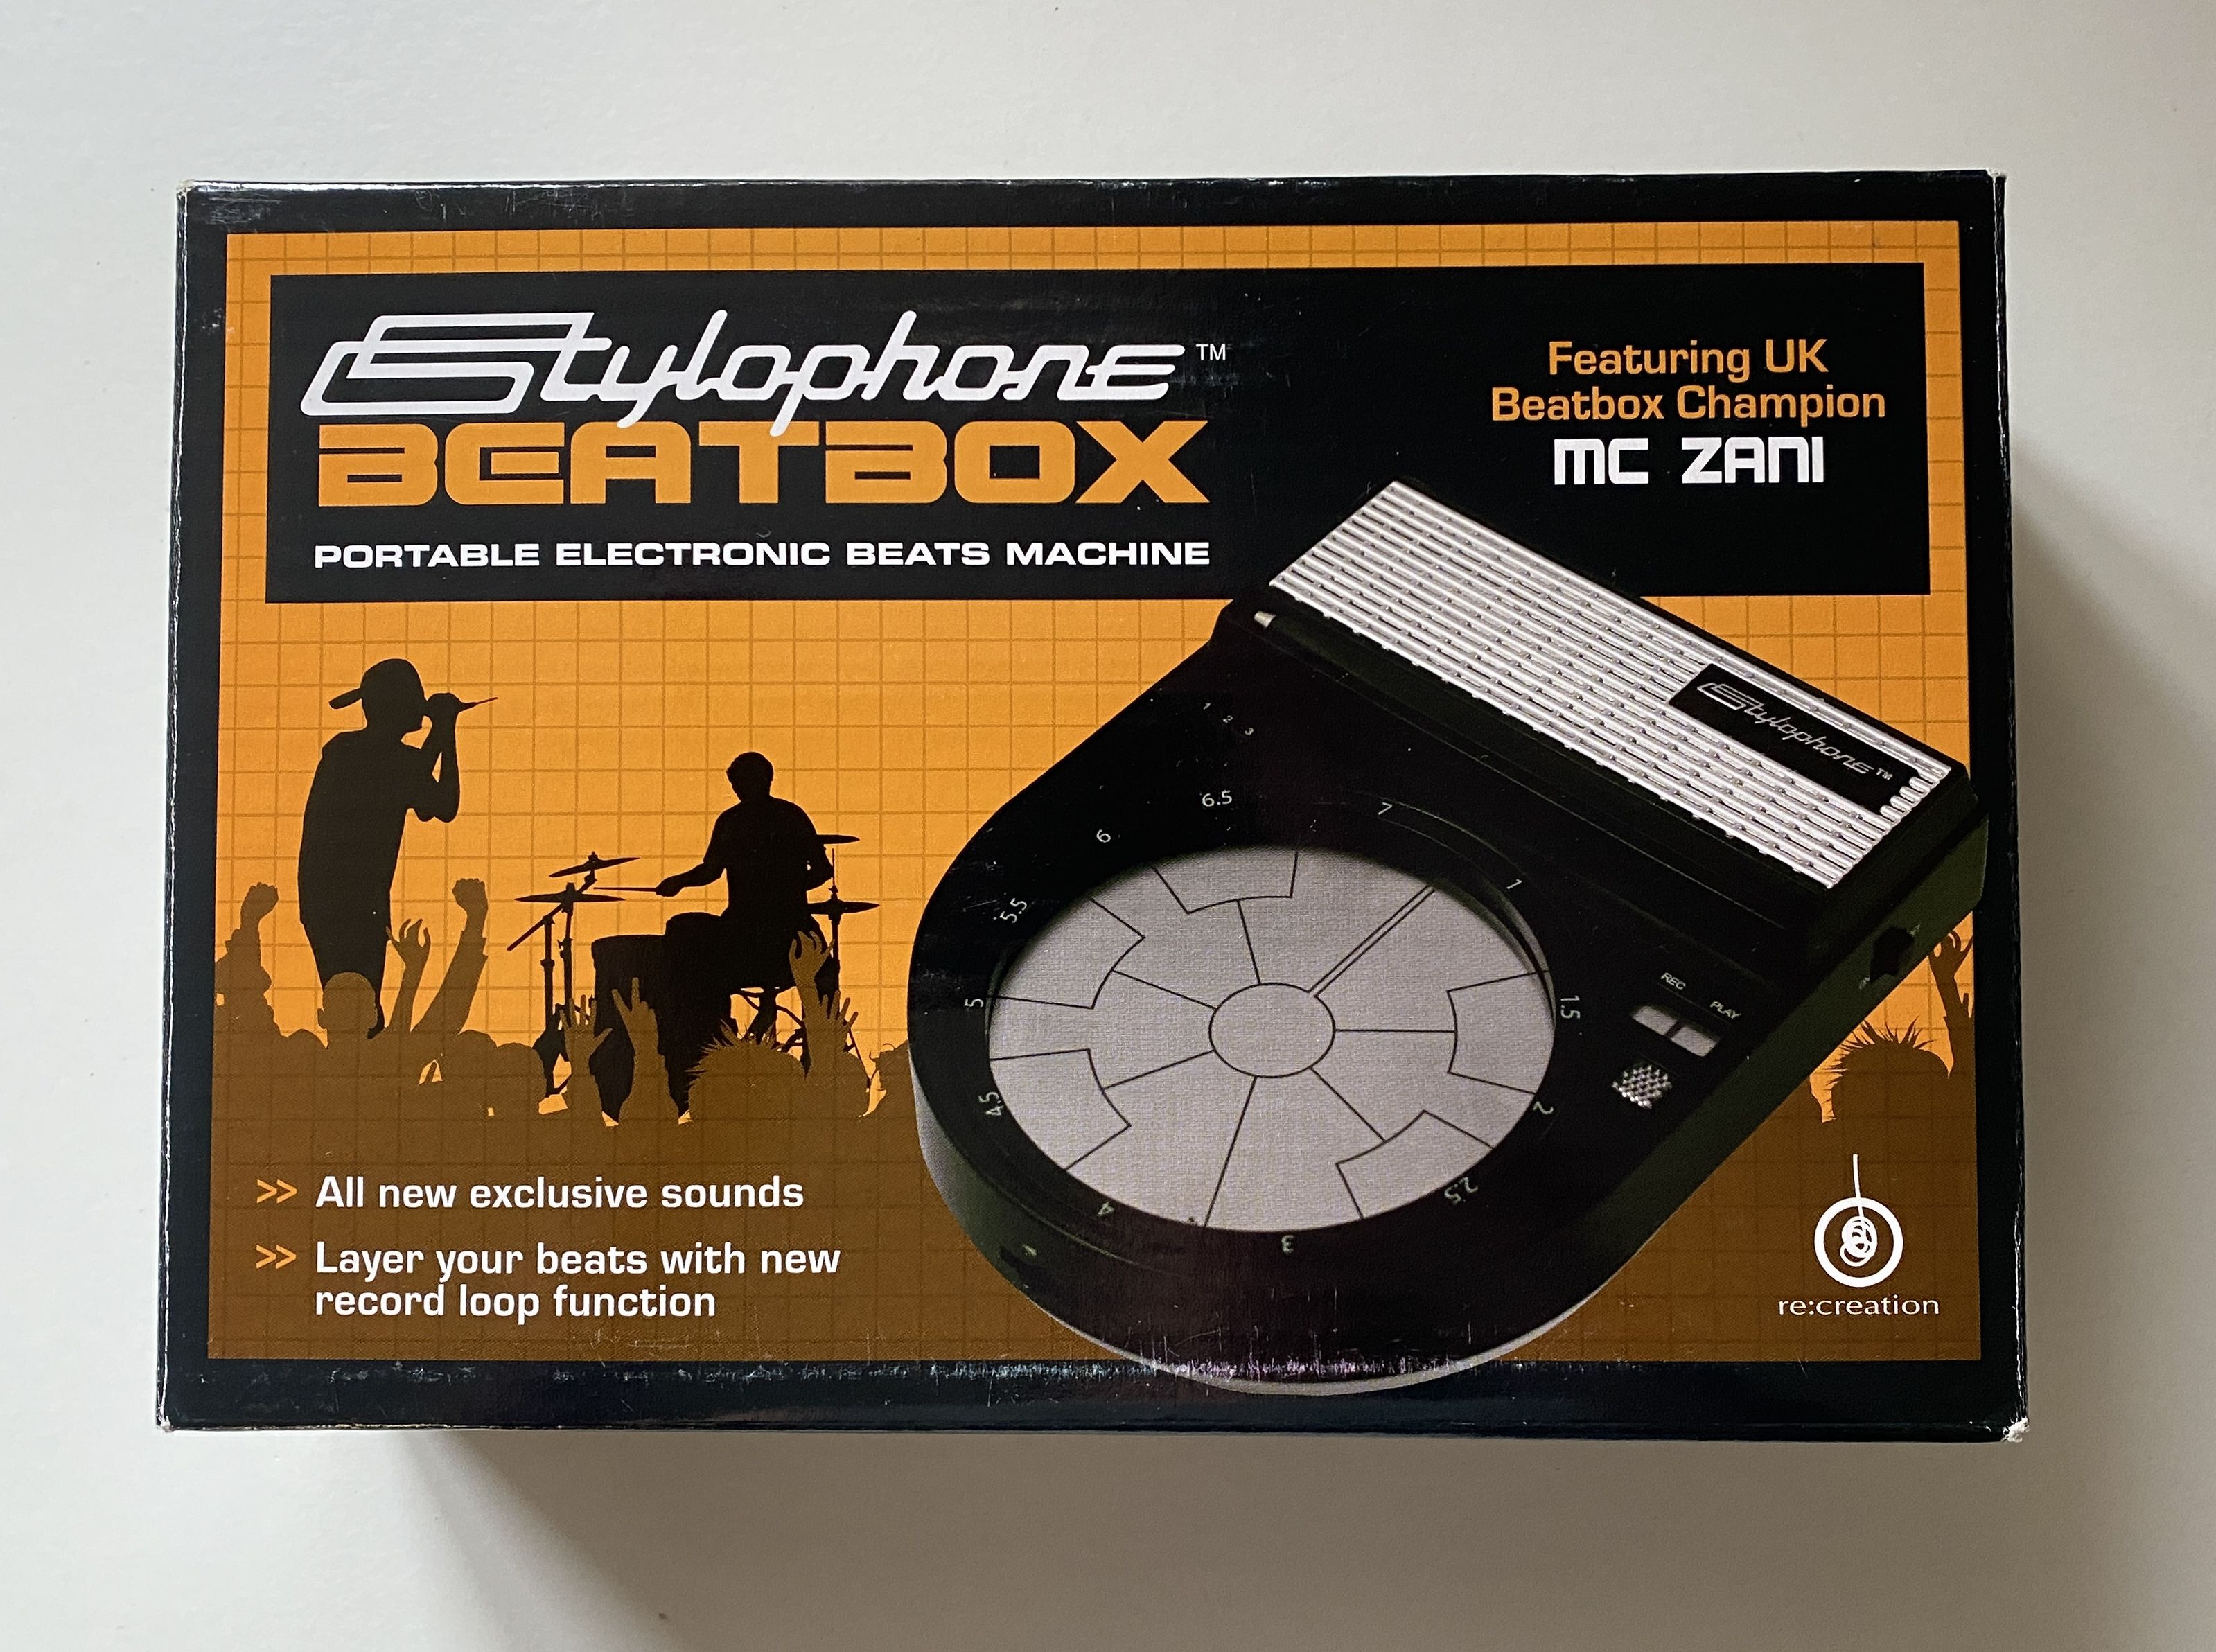 Stylophone™
BEATBOX
PORTABLE ELECTRONIC BEATS MACHINE
Featuring UK
Beatbox Champion
MC ZANI
Stylophone™
1 2 3
6.5
7
6
1
5.5
5
1.5
REC
PLAY
4.5
2
4
2.5
3
>> All new exclusive sounds
>> Layer your beats with new
record loop function
re:creation